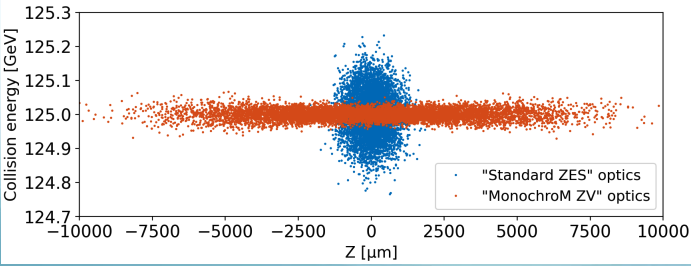 Collision energy [GeV]
125.3
125.2
125.1
125.0
124.9
124.8
124.7
"Standard ZES" optics
"MonochroM ZV" optics
−10000 −7500 −5000 −2500 0 2500 5000 7500 10000
Z [μm]